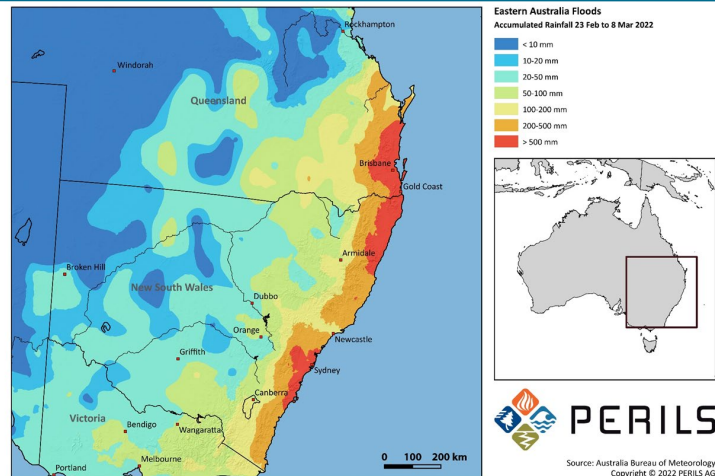 Eastern Australia Floods
Accumulated Rainfall 23 Feb to 8 Mar 2022
< 10 mm
10-20 mm
20-50 mm
50-100 mm
100-200 mm
200-500 mm
> 500 mm
Rockhampton
Windorah
Queensland
Brisbane
Gold Coast
Armidale
Broken Hill
New South Wales
Dubbo
Orange
Newcastle
Griffith
Sydney
Canberra
Victoria
Bendigo
Wangaratta
Melbourne
Portland
0 100 200 km
PERILS
Source: Australia Bureau of Meteorology
Copyright © 2022 PERILS AG